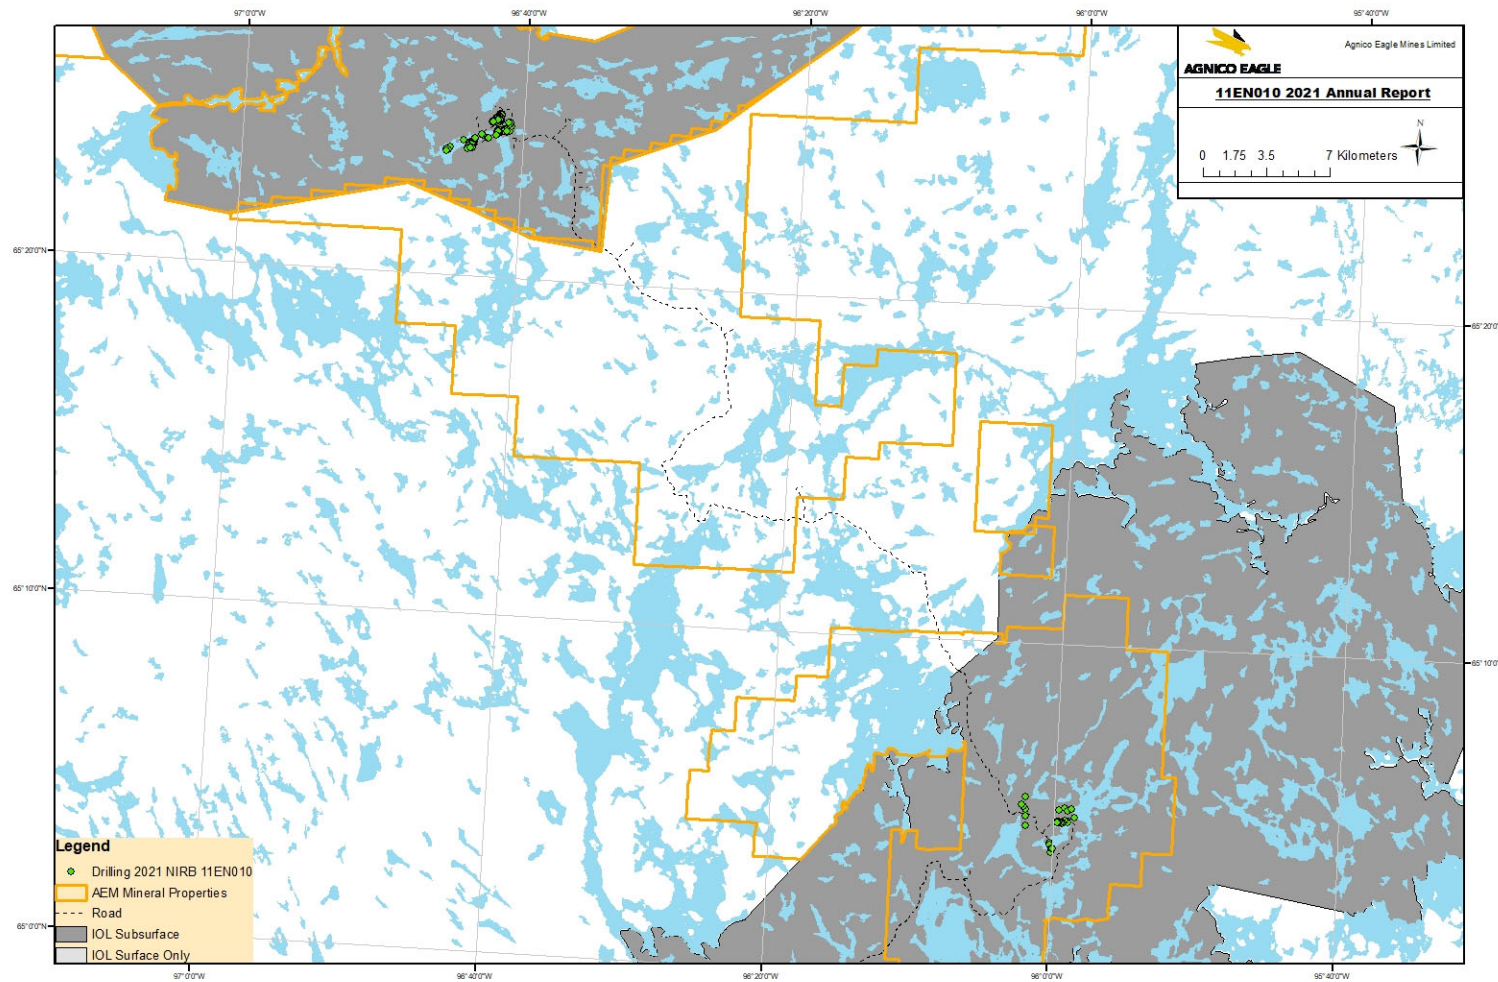 97°0'0"W
96°40'0"W
96°20'0"W
96°0'0"W
95°40'0"W
Agnico Eagle Mines Limited
AGNICO EAGLE
11EN010 2021 Annual Report
N
0 1.75 3.5 7 Kilometers
65°20'0"N
65°20'0"N
65°10'0"N
65°10'0"N
65°0'0"N
Legend
Drilling 2021 NIRB 11EN010
AEM Mineral Properties
Road
IOL Subsurface
IOL Surface Only
97°0'0"W
96°40'0"W
96°20'0"W
96°0'0"W
95°40'0"W